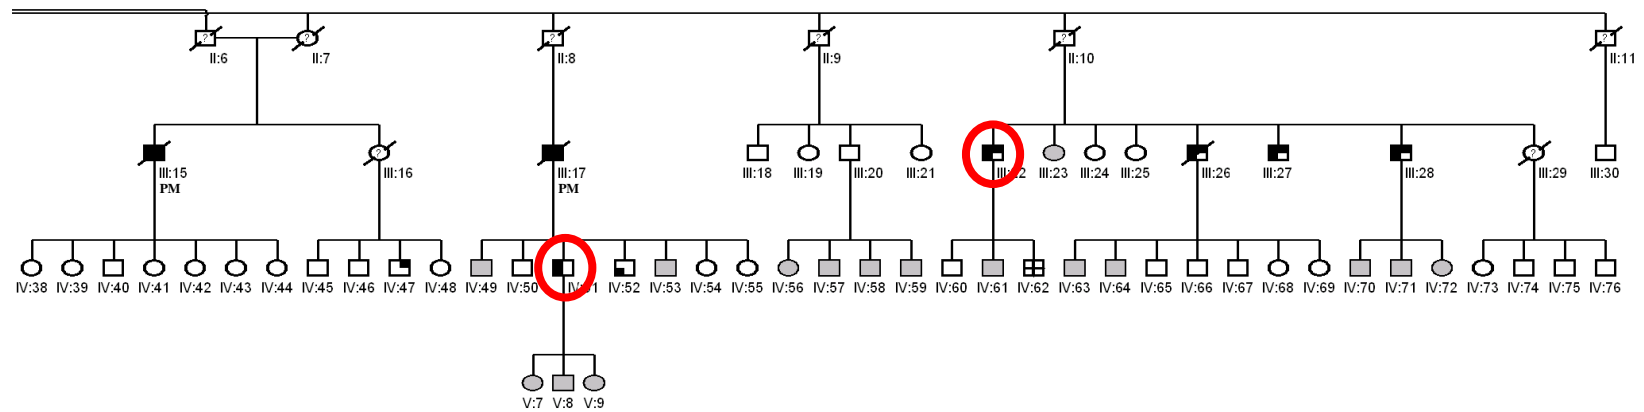 ? ? ? ? ? ?
II:6 II:7 II:8 II:9 II:10 II:11
? ?
III:15 III:16 III:17 III:18 III:19 III:20 III:21 III:23 III:24 III:25 III:26 III:27 III:28 III:29 III:30
PM PM
IV:38 IV:39 IV:40 IV:41 IV:42 IV:43 IV:44 IV:45 IV:46 IV:47 IV:48 IV:49 IV:50 IV:52 IV:53 IV:54 IV:55 IV:56 IV:57 IV:58 IV:59 IV:60 IV:61 IV:62 IV:63 IV:64 IV:65 IV:66 IV:67 IV:68 IV:69 IV:70 IV:71 IV:72 IV:73 IV:74 IV:75 IV:76
V:7 V:8 V:9